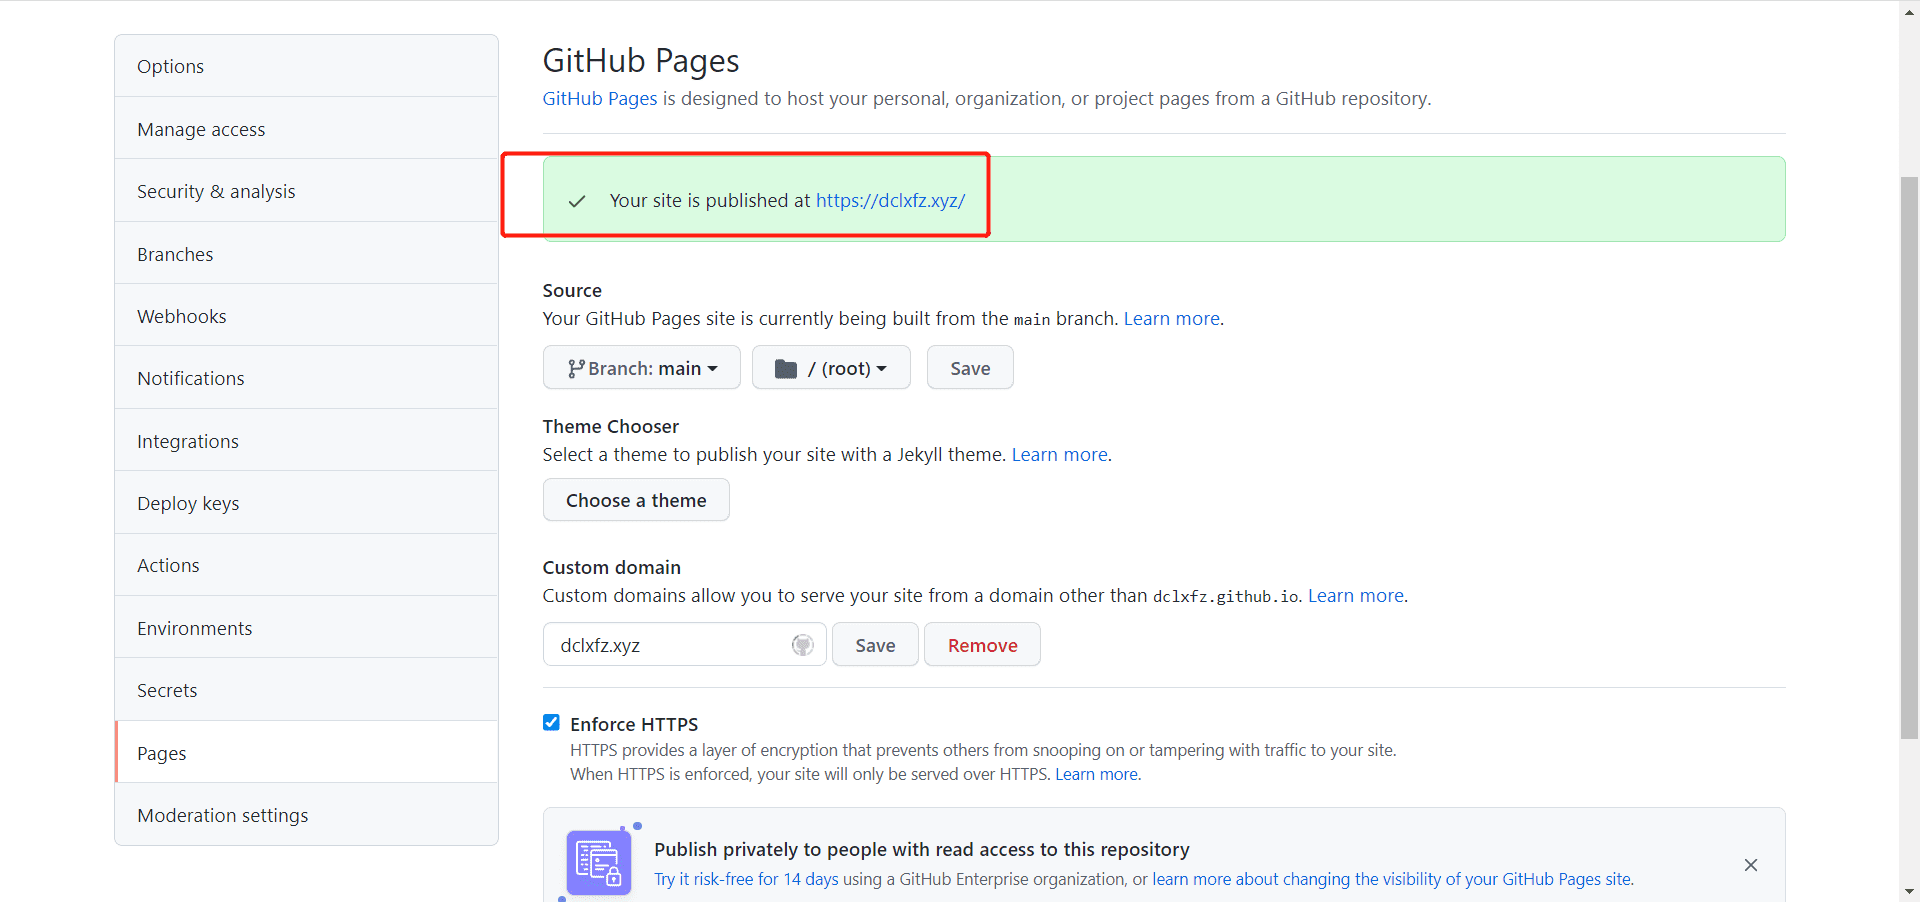 Options
Manage access
Security & analysis
Branches
Webhooks
Notifications
Integrations
Deploy keys
Actions
Environments
Secrets
Pages
Moderation settings
GitHub Pages
GitHub Pages is designed to host your personal, organization, or project pages from a GitHub repository.
Your site is published at https://dclxfz.xyz/
Source
Your GitHub Pages site is currently being built from the main branch. Learn more.
Branch: main
/ (root)
Save
Theme Chooser
Select a theme to publish your site with a Jekyll theme. Learn more.
Choose a theme
Custom domain
Custom domains allow you to serve your site from a domain other than dclxfz.github.io. Learn more.
dclxfz.xyz
Save
Remove
Enforce HTTPS
HTTPS provides a layer of encryption that prevents others from snooping on or tampering with traffic to your site.
When HTTPS is enforced, your site will only be served over HTTPS. Learn more.
Publish privately to people with read access to this repository
Try it risk-free for 14 days using a GitHub Enterprise organization, or learn more about changing the visibility of your GitHub Pages site.